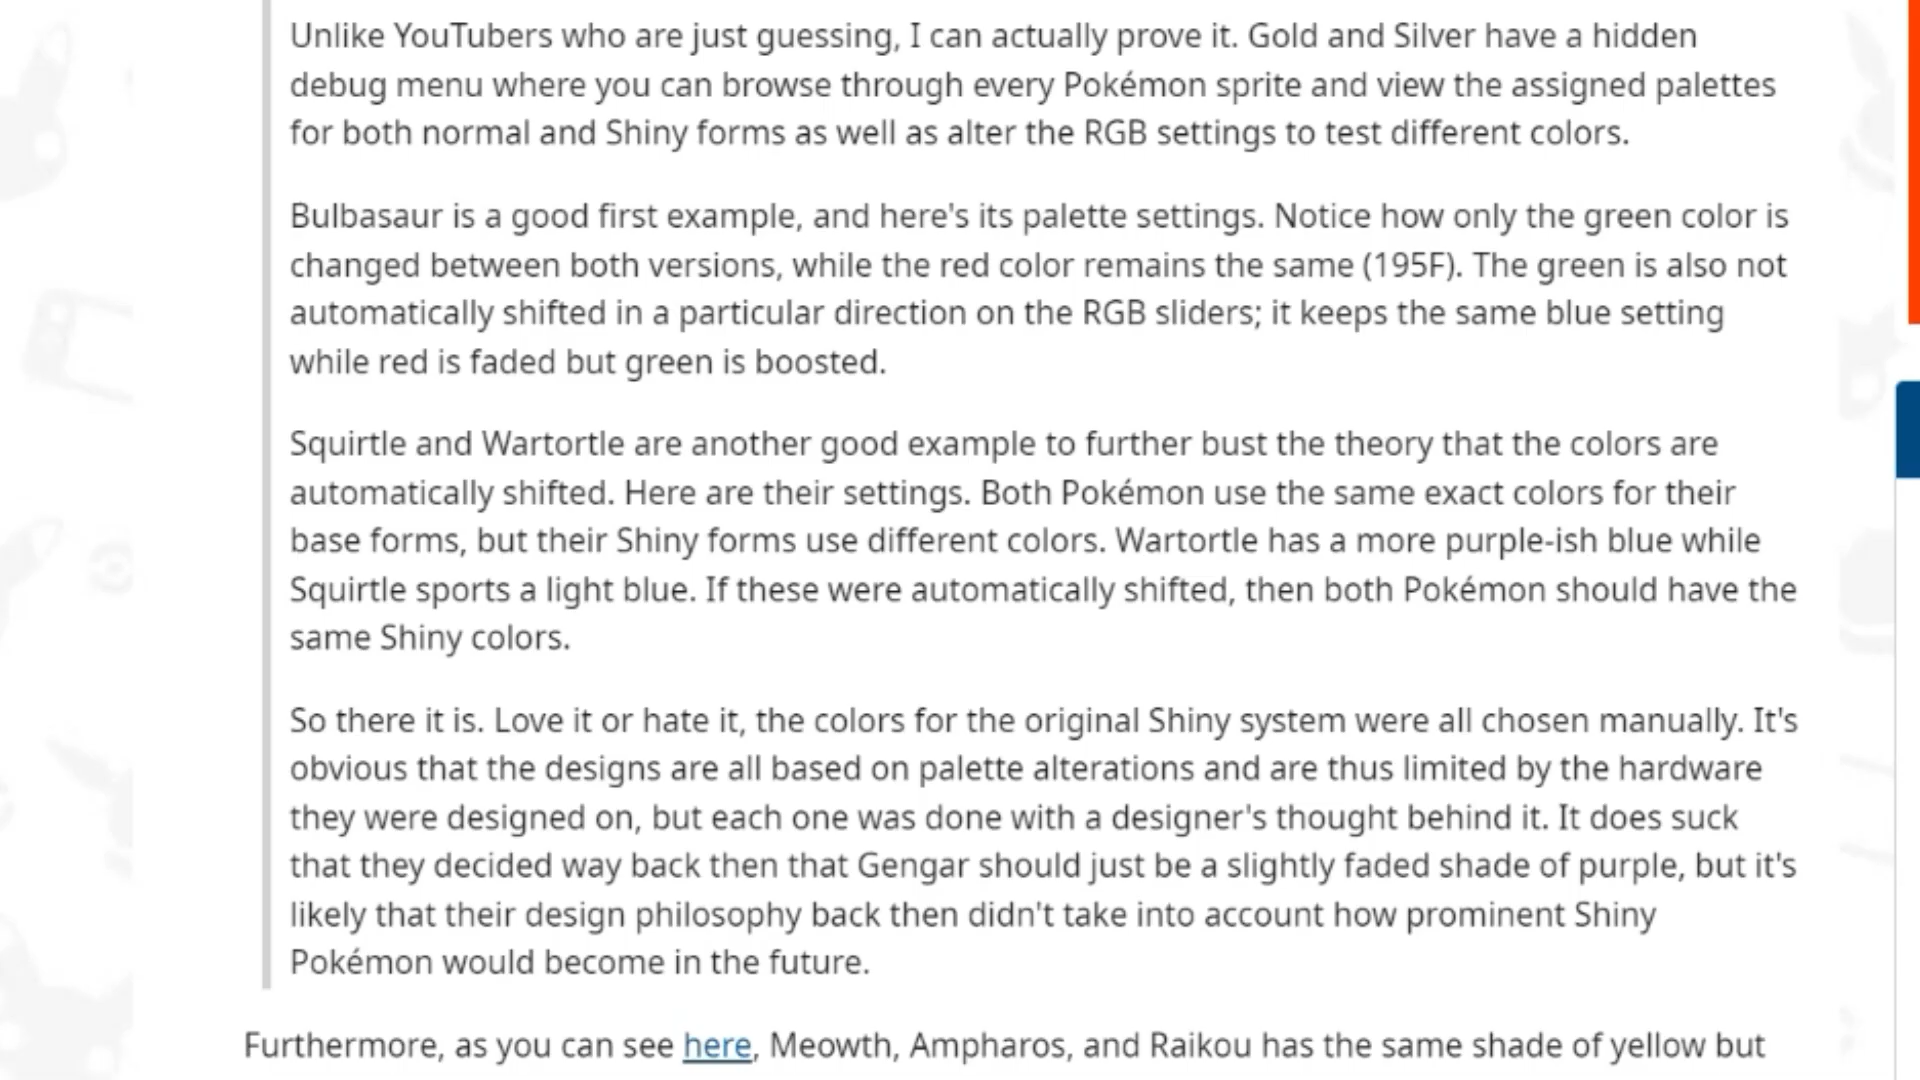 Unlike YouTubers who are just guessing, I can actually prove it. Gold and Silver have a hidden
debug menu where you can browse through every Pokémon sprite and view the assigned palettes
for both normal and Shiny forms as well as alter the RGB settings to test different colors.
Bulbasaur is a good first example, and here's its palette settings. Notice how only the green color is
changed between both versions, while the red color remains the same (195F). The green is also not
automatically shifted in a particular direction on the RGB sliders; it keeps the same blue setting
while red is faded but green is boosted.
Squirtle and Wartortle are another good example to further bust the theory that the colors are
automatically shifted. Here are their settings. Both Pokémon use the same exact colors for their
base forms, but their Shiny forms use different colors. Wartortle has a more purple-ish blue while
Squirtle sports a light blue. If these were automatically shifted, then both Pokémon should have the
same Shiny colors.
So there it is. Love it or hate it, the colors for the original Shiny system were all chosen manually. It's
obvious that the designs are all based on palette alterations and are thus limited by the hardware
they were designed on, but each one was done with a designer's thought behind it. It does suck
that they decided way back then that Gengar should just be a slightly faded shade of purple, but it's
likely that their design philosophy back then didn't take into account how prominent Shiny
Pokémon would become in the future.
Furthermore, as you can see here, Meowth, Ampharos, and Raikou has the same shade of yellow but